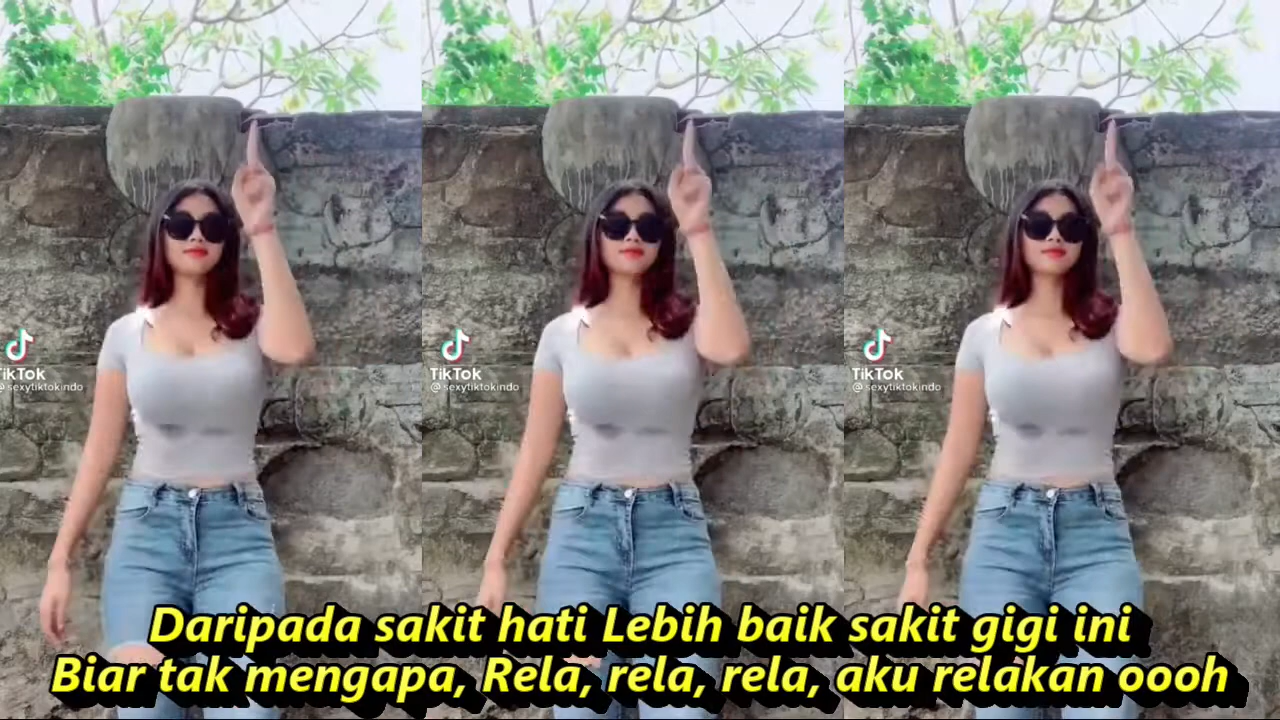 TikTok
@sexytiktokindo
TikTok
@sexytiktokindo
TikTok
@sexytiktokindo
Daripada sakit hati Lebih baik sakit gigi ini
Biar tak mengapa, Rela, rela, rela, aku relakan oooh